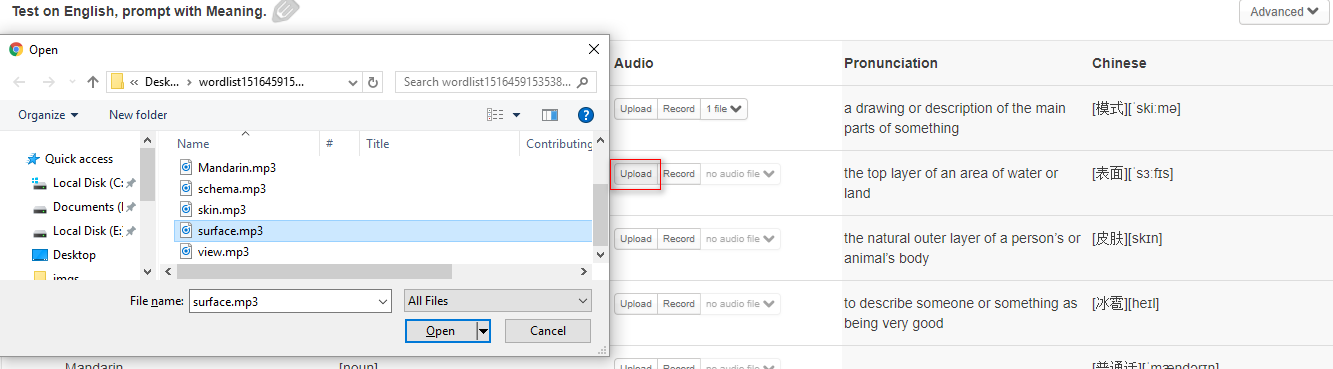 Test on English, prompt with Meaning.
Advanced
Open
« Desk... › wordlist151645915...
Search wordlist1516459153538...
Organize
New folder
Quick access
Local Disk (C:
Documents (I
Local Disk (E:
Desktop
imgs
Name
#
Title
Contributing
Mandarin.mp3
schema.mp3
skin.mp3
surface.mp3
view.mp3
File name:
surface.mp3
All Files
Open
Cancel
Audio
Pronunciation
Chinese
Upload Record 1 file
a drawing or description of the main
parts of something
[模式][ˈskiːmə]
Upload Record no audio file
the top layer of an area of water or
land
[表面][ˈsɜːfɪs]
Upload Record no audio file
the natural outer layer of a person’s or
animal’s body
[皮肤][skɪn]
Upload Record no audio file
to describe someone or something as
being very good
[冰雹][heɪl]
Mandarin
[noun]
Upload Record no audio file
[普通话][ˈmændərɪn]